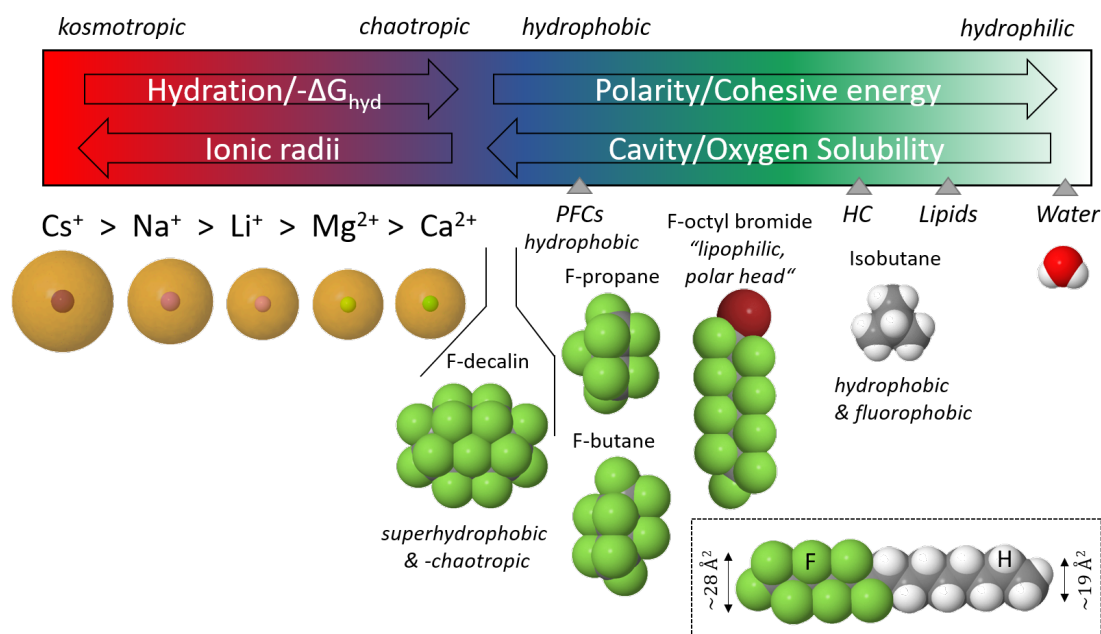 kosmotropic chaotropic hydrophobic hydrophilic
Hydration/-ΔG_hyd Polarity/Cohesive energy
Ionic radii Cavity/Oxygen Solubility
PFCs HC Lipids Water
hydrophobic
Cs⁺ > Na⁺ > Li⁺ > Mg²⁺ > Ca²⁺
F-octyl bromide
"lipophilic,
polar head"
F-propane
Isobutane
F-decalin
hydrophobic
& fluorophobic
F-butane
superhydrophobic
& -chaotropic
~28 Å²
F
H
~19 Å²